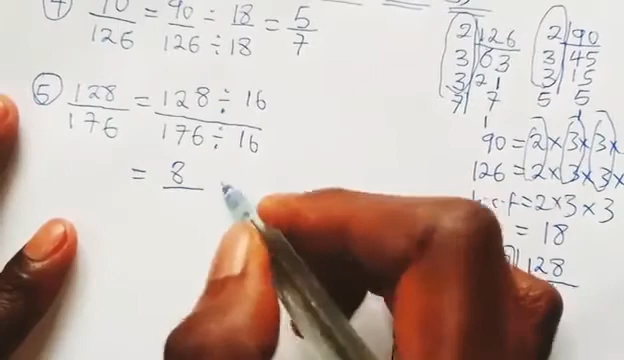 ④ 90/126 = 90 ÷ 18/126 ÷ 18 = 5/7
⑤ 128/176 = 128 ÷ 16/176 ÷ 16
= 8
2 | 126
3 | 63
3 | 21
7 | 7
1
2 | 90
3 | 45
3 | 15
5 | 5
1
90 = 2 × 3 × 3 ×
126 = 2 × 3 × 3 ×
= 2 × 3 × 3
= 18
128